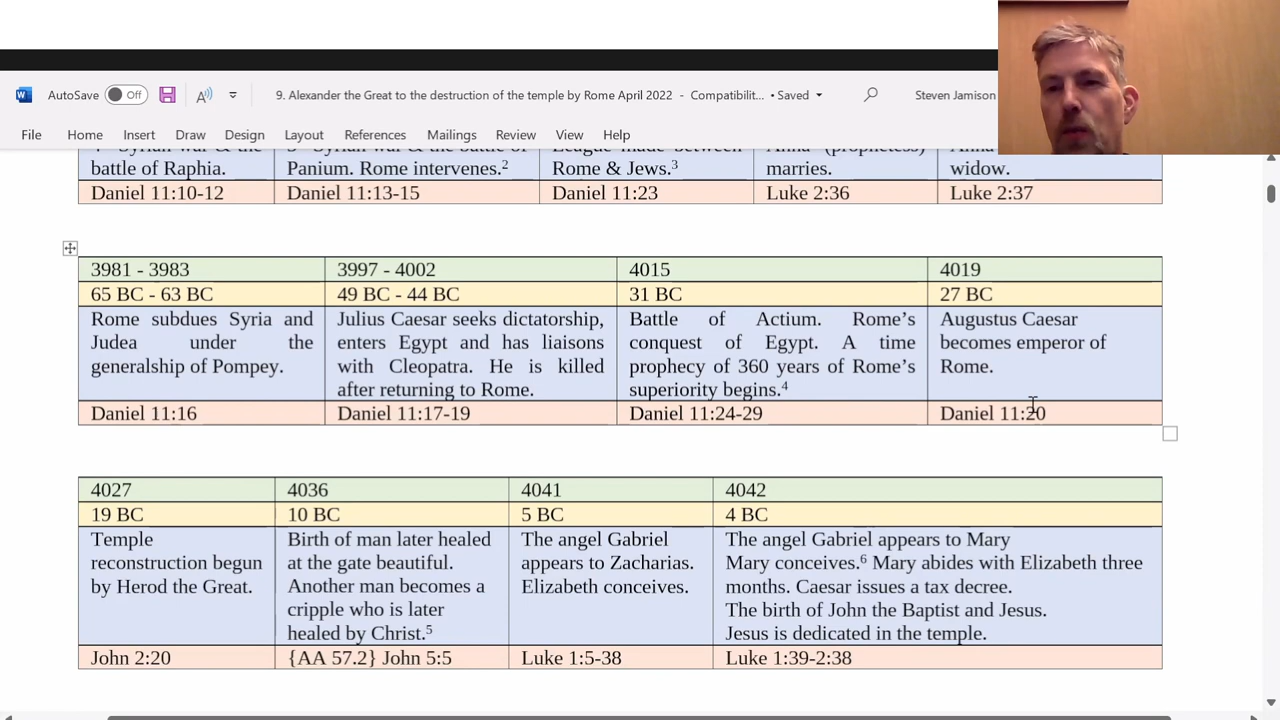 AutoSave Off 9. Alexander the Great to the destruction of the temple by Rome April 2022 - Compatibilit... • Saved Steven Jamison
File Home Insert Draw Design Layout References Mailings Review View Help
battle of Raphia.
Panium. Rome intervenes.²
Rome & Jews.³
marries.
widow.
Daniel 11:10-12
Daniel 11:13-15
Daniel 11:23
Luke 2:36
Luke 2:37
3981 - 3983
3997 - 4002
4015
4019
65 BC - 63 BC
49 BC - 44 BC
31 BC
27 BC
Rome subdues Syria and
Judea under the
generalship of Pompey.
Julius Caesar seeks dictatorship,
enters Egypt and has liaisons
with Cleopatra. He is killed
after returning to Rome.
Battle of Actium. Rome’s
conquest of Egypt. A time
prophecy of 360 years of Rome’s
superiority begins.⁴
Augustus Caesar
becomes emperor of
Rome.
Daniel 11:16
Daniel 11:17-19
Daniel 11:24-29
Daniel 11:20
4027
4036
4041
4042
19 BC
10 BC
5 BC
4 BC
Temple
reconstruction begun
by Herod the Great.
Birth of man later healed
at the gate beautiful.
Another man becomes a
cripple who is later
healed by Christ.⁵
The angel Gabriel
appears to Zacharias.
Elizabeth conceives.
The angel Gabriel appears to Mary
Mary conceives.⁶ Mary abides with Elizabeth three
months. Caesar issues a tax decree.
The birth of John the Baptist and Jesus.
Jesus is dedicated in the temple.
John 2:20
{AA 57.2} John 5:5
Luke 1:5-38
Luke 1:39-2:38